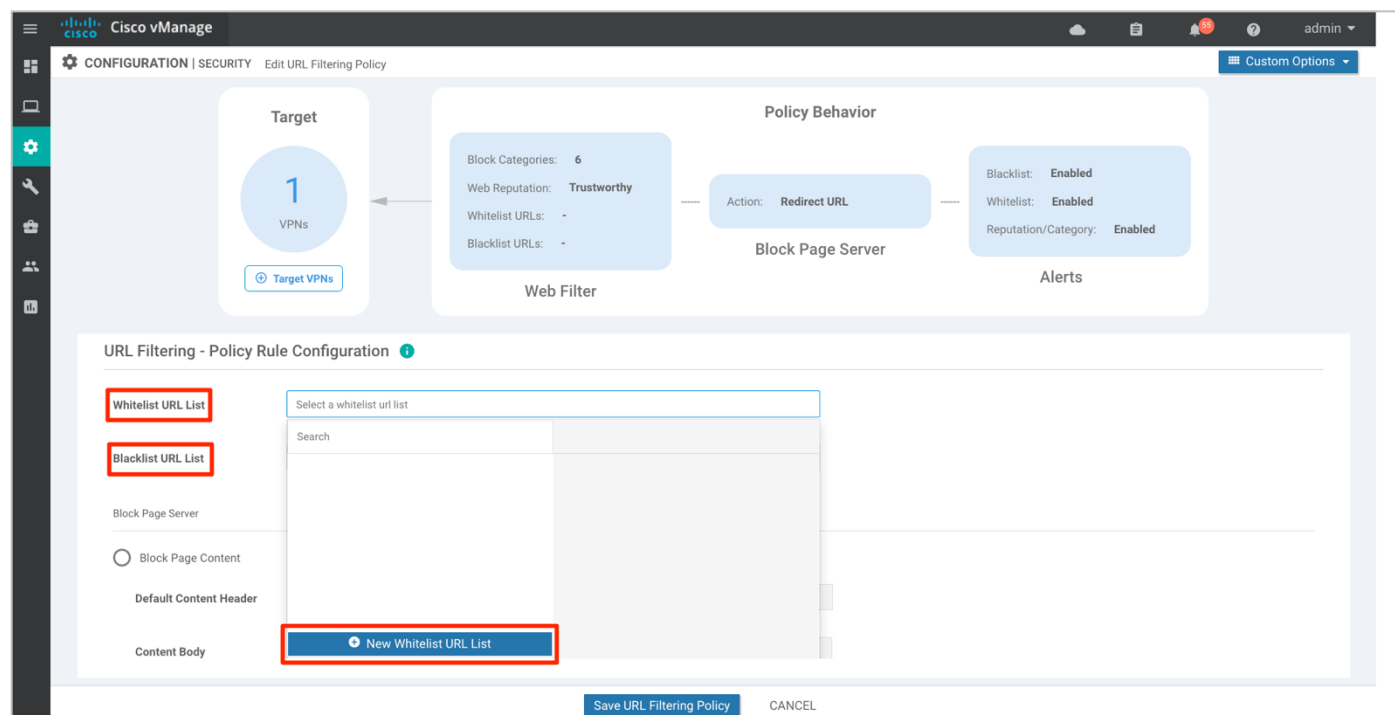 Cisco vManage
cisco
55
admin
CONFIGURATION | SECURITY Edit URL Filtering Policy
Custom Options
Target
1
VPNs
Target VPNs
Policy Behavior
Block Categories: 6
Web Reputation: Trustworthy
Whitelist URLs: -
Blacklist URLs: -
Web Filter
Action: Redirect URL
Block Page Server
Blacklist: Enabled
Whitelist: Enabled
Reputation/Category: Enabled
Alerts
URL Filtering - Policy Rule Configuration
Whitelist URL List
Select a whitelist url list
Search
Blacklist URL List
Block Page Server
Block Page Content
Default Content Header
New Whitelist URL List
Content Body
Save URL Filtering Policy
CANCEL